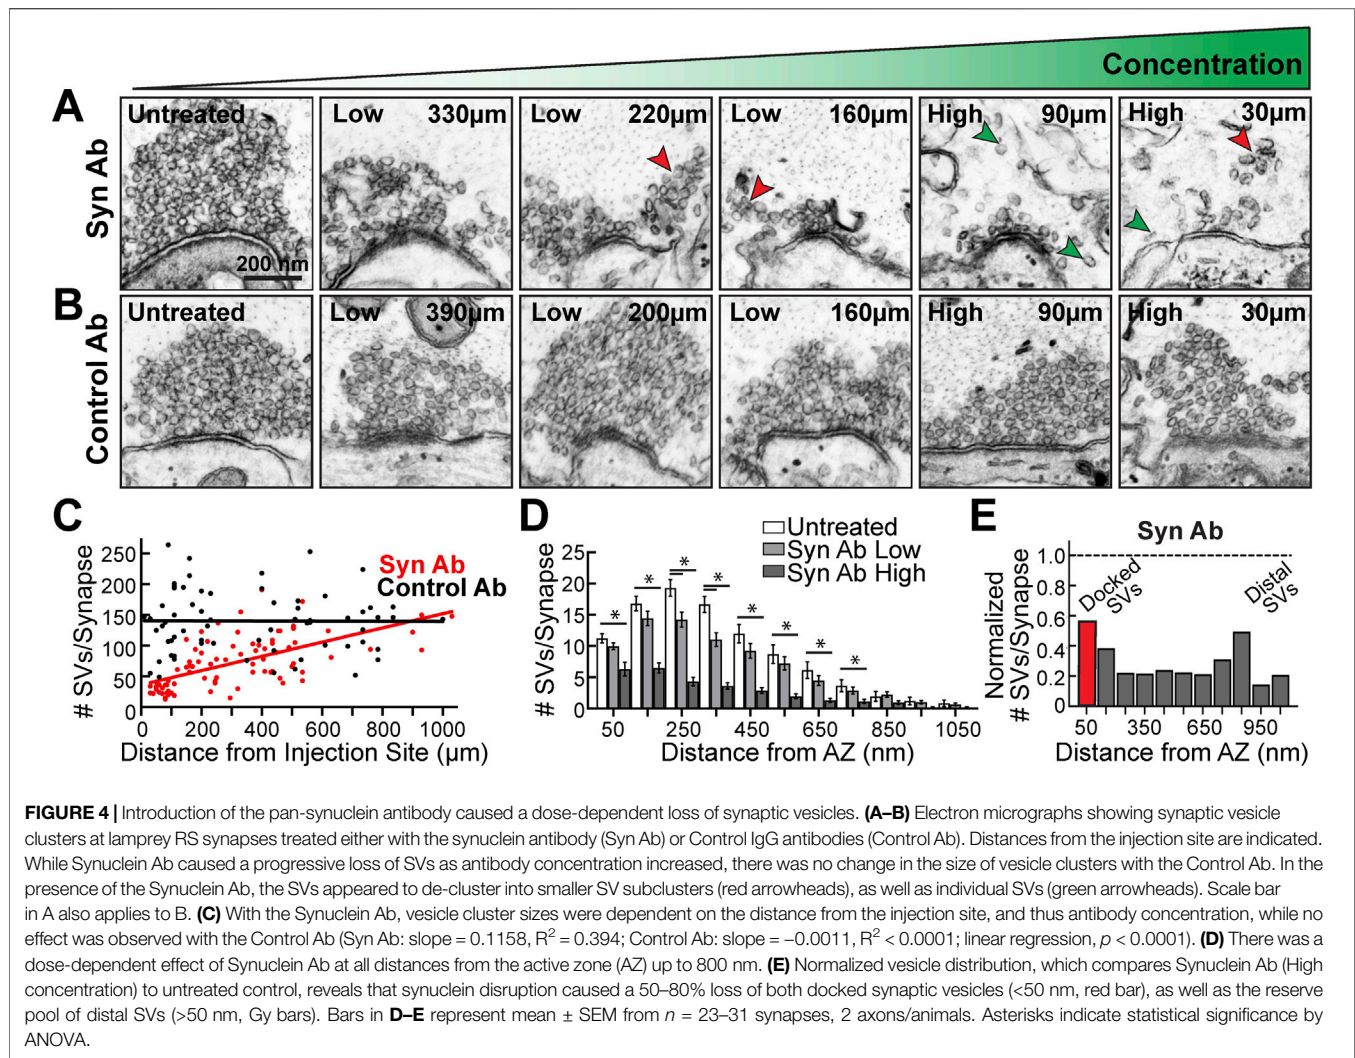 Concentration
A
Syn Ab
Untreated
Low 330µm
Low 220µm
Low 160µm
High 90µm
High 30µm
200 nm
B
Control Ab
Untreated
Low 390µm
Low 200µm
Low 160µm
High 90µm
High 30µm
C
# SVs/Synapse
250
200
150
100
50
0
Syn Ab
Control Ab
0 200 400 600 800 1000
Distance from Injection Site (µm)
D
# SVs/Synapse
25
20
15
10
5
0
Untreated
Syn Ab Low
Syn Ab High
* * * * * * * *
50 250 450 650 850 1050
Distance from AZ (nm)
E
Syn Ab
Normalized
# SVs/Synapse
1.0
0.8
0.6
0.4
0.2
0
Docked
SVs
Distal
SVs
50 350 650 950
Distance from AZ (nm)
FIGURE 4 | Introduction of the pan-synuclein antibody caused a dose-dependent loss of synaptic vesicles. (A–B) Electron micrographs showing synaptic vesicle
clusters at lamprey RS synapses treated either with the synuclein antibody (Syn Ab) or Control IgG antibodies (Control Ab). Distances from the injection site are indicated.
While Synuclein Ab caused a progressive loss of SVs as antibody concentration increased, there was no change in the size of vesicle clusters with the Control Ab. In the
presence of the Synuclein Ab, the SVs appeared to de-cluster into smaller SV subclusters (red arrowheads), as well as individual SVs (green arrowheads). Scale bar
in A also applies to B. (C) With the Synuclein Ab, vesicle cluster sizes were dependent on the distance from the injection site, and thus antibody concentration, while no
effect was observed with the Control Ab (Syn Ab: slope = 0.1158, R² = 0.394; Control Ab: slope = −0.0011, R² < 0.0001; linear regression, p < 0.0001). (D) There was a
dose-dependent effect of Synuclein Ab at all distances from the active zone (AZ) up to 800 nm. (E) Normalized vesicle distribution, which compares Synuclein Ab (High
concentration) to untreated control, reveals that synuclein disruption caused a 50–80% loss of both docked synaptic vesicles (<50 nm, red bar), as well as the reserve
pool of distal SVs (>50 nm, Gy bars). Bars in D–E represent mean ± SEM from n = 23–31 synapses, 2 axons/animals. Asterisks indicate statistical significance by
ANOVA.